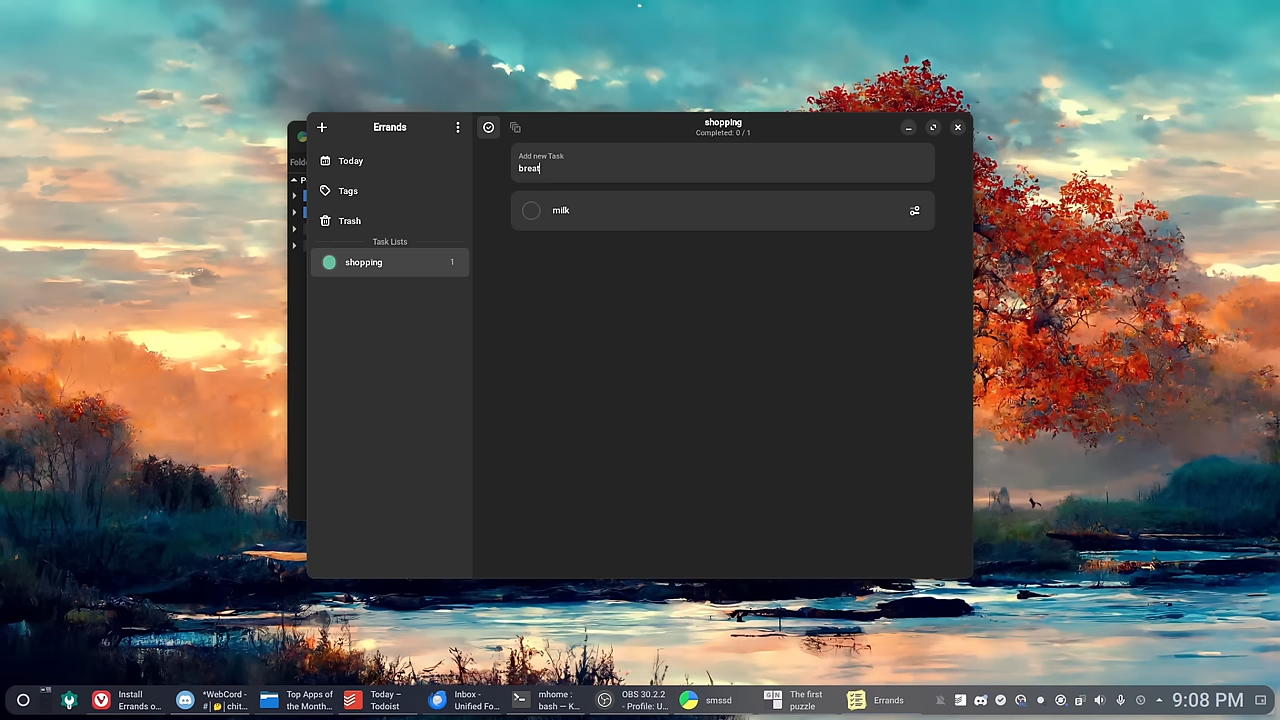 Errands
shopping
Completed: 0 / 1
Today
Tags
Trash
Task Lists
shopping
1
Add new Task
breat
milk
Install
Errands o...
*WebCord -
#|🤔|chit...
Top Apps of
the Month...
Today –
Todoist
Inbox -
Unified Fo...
mhome :
bash — K...
OBS 30.2.2
- Profile: U...
smssd
The first
puzzle
Errands
9:08 PM